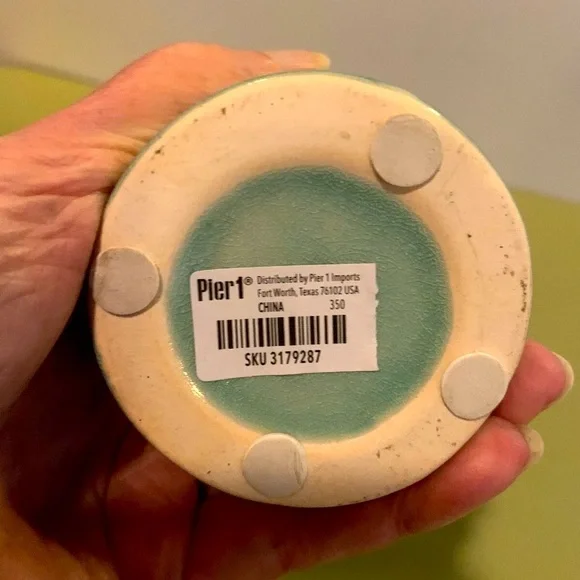 Pier1® Distributed by Pier 1 Imports
Fort Worth, Texas 76102 USA
CHINA 350
SKU 3179287